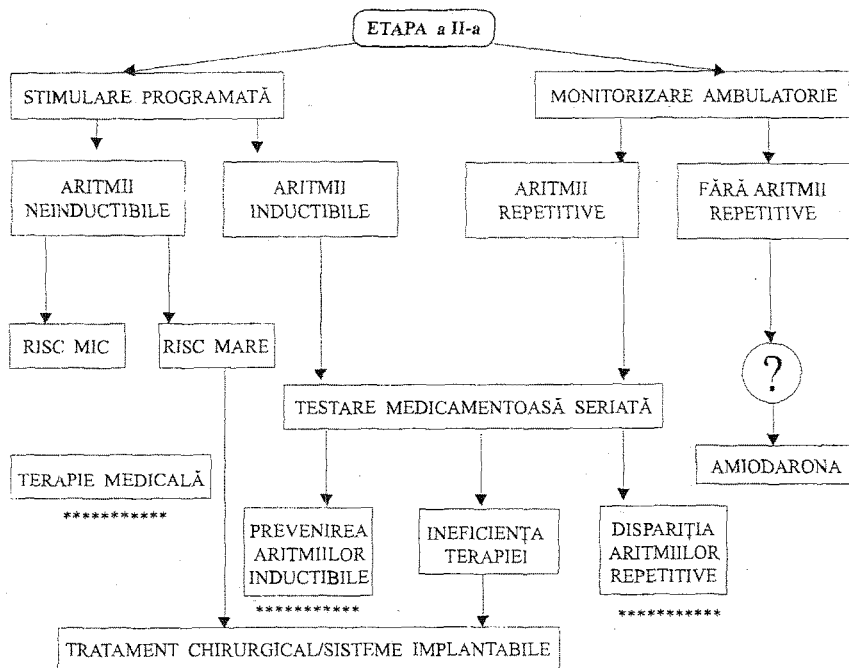 ETAPA a II-a
STIMULARE PROGRAMATĂ
MONITORIZARE AMBULATORIE
ARITMII
NEINDUCTIBILE
ARITMII
INDUCTIBILE
ARITMII
REPETITIVE
FĂRĂ ARITMII
REPETITIVE
RISC MIC
RISC MARE
?
TESTARE MEDICAMENTOASĂ SERIATĂ
TERAPIE MEDICALĂ
***********
AMIODARONA
PREVENIREA
ARITMIILOR
INDUCTIBILE
***********
INEFICIENȚA
TERAPIEI
DISPARIȚIA
ARITMIILOR
REPETITIVE
***********
TRATAMENT CHIRURGICAL/SISTEME IMPLANTABILE